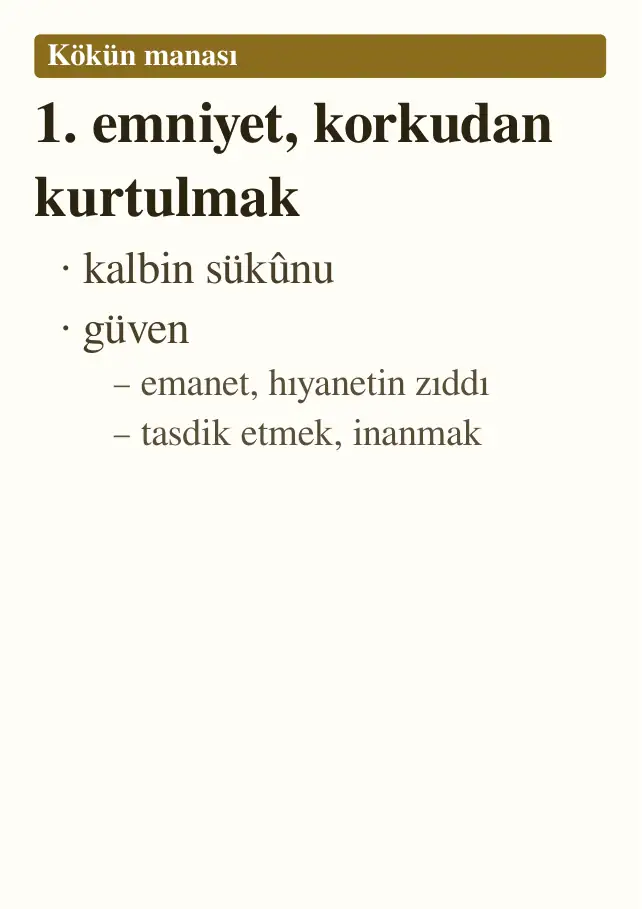 Kökün manası
1. emniyet, korkudan
kurtulmak
· kalbin sükûnu
· güven
– emanet, hıyanetin zıddı
– tasdik etmek, inanmak